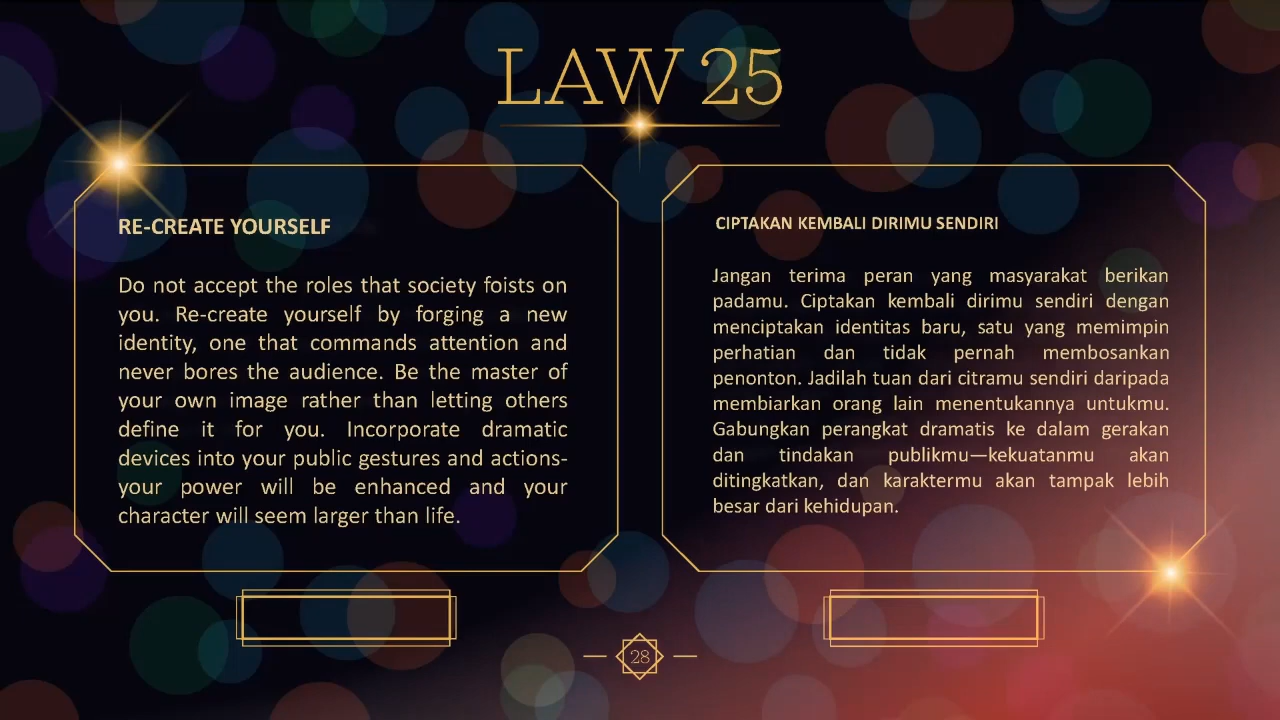 LAW 25
RE-CREATE YOURSELF
Do not accept the roles that society foists on
you. Re-create yourself by forging a new
identity, one that commands attention and
never bores the audience. Be the master of
your own image rather than letting others
define it for you. Incorporate dramatic
devices into your public gestures and actions-
your power will be enhanced and your
character will seem larger than life.
CIPTAKAN KEMBALI DIRIMU SENDIRI
Jangan terima peran yang masyarakat berikan
padamu. Ciptakan kembali dirimu sendiri dengan
menciptakan identitas baru, satu yang memimpin
perhatian dan tidak pernah membosankan
penonton. Jadilah tuan dari citramu sendiri daripada
membiarkan orang lain menentukannya untukmu.
Gabungkan perangkat dramatis ke dalam gerakan
dan tindakan publikmu—kekuatanmu akan
ditingkatkan, dan karaktermu akan tampak lebih
besar dari kehidupan.
28